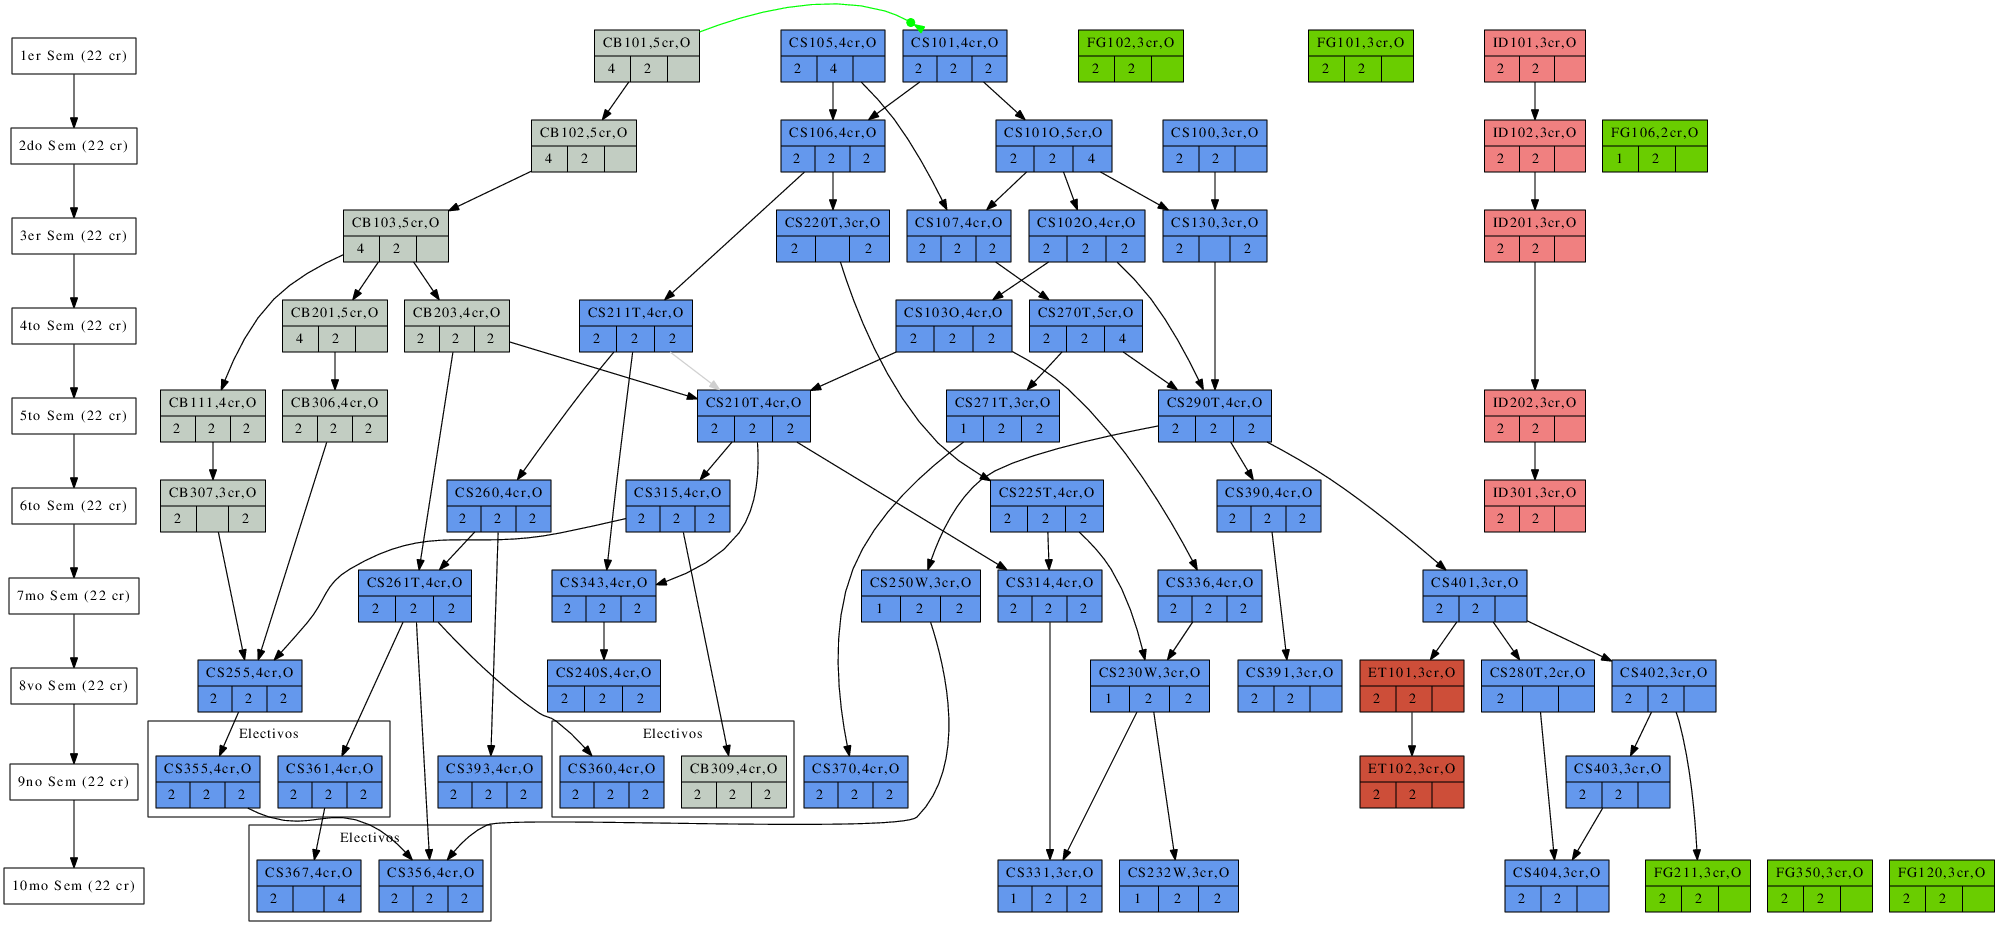 1er Sem (22 cr)
CB101,5cr,O
4 2
CS105,4cr,O
2 4
CS101,4cr,O
2 2 2
FG102,3cr,O
2 2
FG101,3cr,O
2 2
ID101,3cr,O
2 2
2do Sem (22 cr)
CB102,5cr,O
4 2
CS106,4cr,O
2 2 2
CS101O,5cr,O
2 2 4
CS100,3cr,O
2 2
ID102,3cr,O
2 2
FG106,2cr,O
1 2
3er Sem (22 cr)
CB103,5cr,O
4 2
CS220T,3cr,O
2 2
CS107,4cr,O
2 2 2
CS102O,4cr,O
2 2 2
CS130,3cr,O
2 2
ID201,3cr,O
2 2
4to Sem (22 cr)
CB201,5cr,O
4 2
CB203,4cr,O
2 2 2
CS211T,4cr,O
2 2 2
CS103O,4cr,O
2 2 2
CS270T,5cr,O
2 2 4
5to Sem (22 cr)
CB111,4cr,O
2 2 2
CB306,4cr,O
2 2 2
CS210T,4cr,O
2 2 2
CS271T,3cr,O
1 2 2
CS290T,4cr,O
2 2 2
ID202,3cr,O
2 2
6to Sem (22 cr)
CB307,3cr,O
2 2
CS260,4cr,O
2 2 2
CS315,4cr,O
2 2 2
CS225T,4cr,O
2 2 2
CS390,4cr,O
2 2 2
ID301,3cr,O
2 2
7mo Sem (22 cr)
CS261T,4cr,O
2 2 2
CS343,4cr,O
2 2 2
CS250W,3cr,O
1 2 2
CS314,4cr,O
2 2 2
CS336,4cr,O
2 2 2
CS401,3cr,O
2 2
8vo Sem (22 cr)
CS255,4cr,O
2 2 2
CS240S,4cr,O
2 2 2
CS230W,3cr,O
1 2 2
CS391,3cr,O
2 2
ET101,3cr,O
2 2
CS280T,2cr,O
2
CS402,3cr,O
2 2
9no Sem (22 cr)
Electivos
CS355,4cr,O
2 2 2
CS361,4cr,O
2 2 2
CS393,4cr,O
2 2 2
Electivos
CS360,4cr,O
2 2 2
CB309,4cr,O
2 2 2
CS370,4cr,O
2 2 2
ET102,3cr,O
2 2
CS403,3cr,O
2 2
10mo Sem (22 cr)
Electivos
CS367,4cr,O
2 4
CS356,4cr,O
2 2 2
CS331,3cr,O
1 2 2
CS232W,3cr,O
1 2 2
CS404,3cr,O
2 2
FG211,3cr,O
2 2
FG350,3cr,O
2 2
FG120,3cr,O
2 2